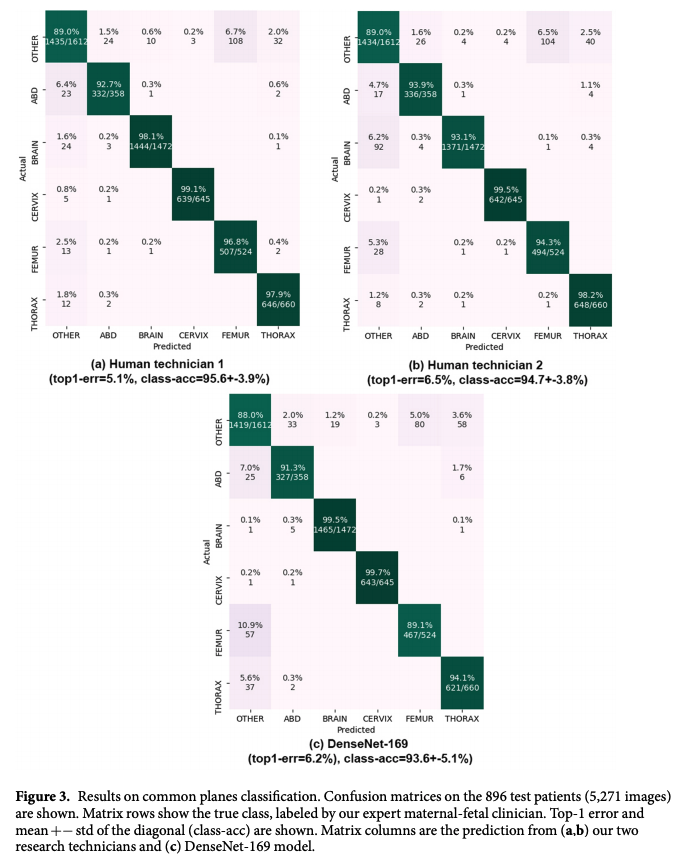 OTHER 89.0% 1.5% 0.6% 0.2% 6.7% 2.0%
1435/1612 24 10 3 108 32
ABD 6.4% 92.7% 0.3% 0.6%
23 332/358 1 2
BRAIN 1.6% 0.2% 98.1% 0.1%
24 3 1444/1472 1
Actual
CERVIX 0.8% 0.2% 99.1%
5 1 639/645
FEMUR 2.5% 0.2% 0.2% 96.8% 0.4%
13 1 1 507/524 2
THORAX 1.8% 0.3% 97.9%
12 2 646/660
OTHER ABD BRAIN CERVIX FEMUR THORAX
Predicted
(a) Human technician 1
(top1-err=5.1%, class-acc=95.6+-3.9%)
OTHER 89.0% 1.6% 0.2% 0.2% 6.5% 2.5%
1434/1612 26 4 4 104 40
ABD 4.7% 93.9% 0.3% 1.1%
17 336/358 1 4
BRAIN 6.2% 0.3% 93.1% 0.1% 0.3%
92 4 1371/1472 1 4
Actual
CERVIX 0.2% 0.3% 99.5%
1 2 642/645
FEMUR 5.3% 0.2% 0.2% 94.3%
28 1 1 494/524
THORAX 1.2% 0.3% 0.2% 0.2% 98.2%
8 2 1 1 648/660
OTHER ABD BRAIN CERVIX FEMUR THORAX
Predicted
(b) Human technician 2
(top1-err=6.5%, class-acc=94.7+-3.8%)
OTHER 88.0% 2.0% 1.2% 0.2% 5.0% 3.6%
1419/1612 33 19 3 80 58
ABD 7.0% 91.3% 1.7%
25 327/358 6
BRAIN 0.1% 0.3% 99.5% 0.1%
1 5 1465/1472 1
Actual
CERVIX 0.2% 0.2% 99.7%
1 1 643/645
FEMUR 10.9% 89.1%
57 467/524
THORAX 5.6% 0.3% 94.1%
37 2 621/660
OTHER ABD BRAIN CERVIX FEMUR THORAX
Predicted
(c) DenseNet-169
(top1-err=6.2%), class-acc=93.6+-5.1%)
Figure 3. Results on common planes classification. Confusion matrices on the 896 test patients (5,271 images)
are shown. Matrix rows show the true class, labeled by our expert maternal-fetal clinician. Top-1 error and
mean +− std of the diagonal (class-acc) are shown. Matrix columns are the prediction from (a,b) our two
research technicians and (c) DenseNet-169 model.